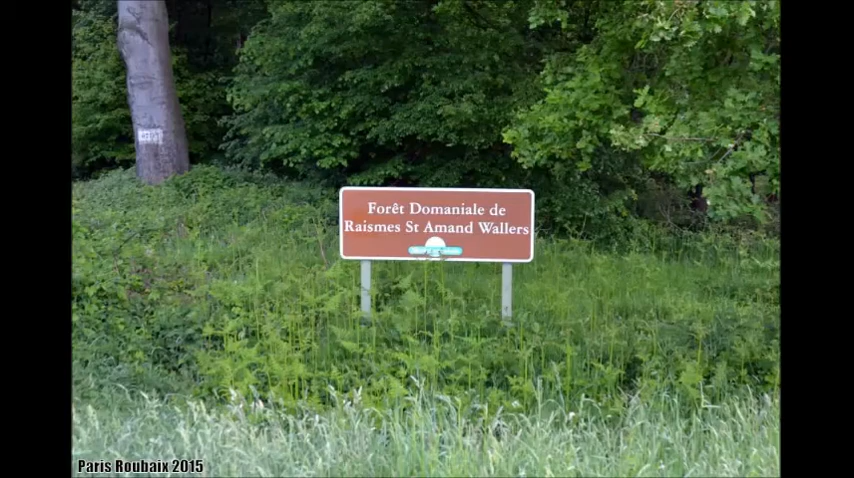 Forêt Domaniale de
Raismes St Amand Wallers
Paris Roubaix 2015